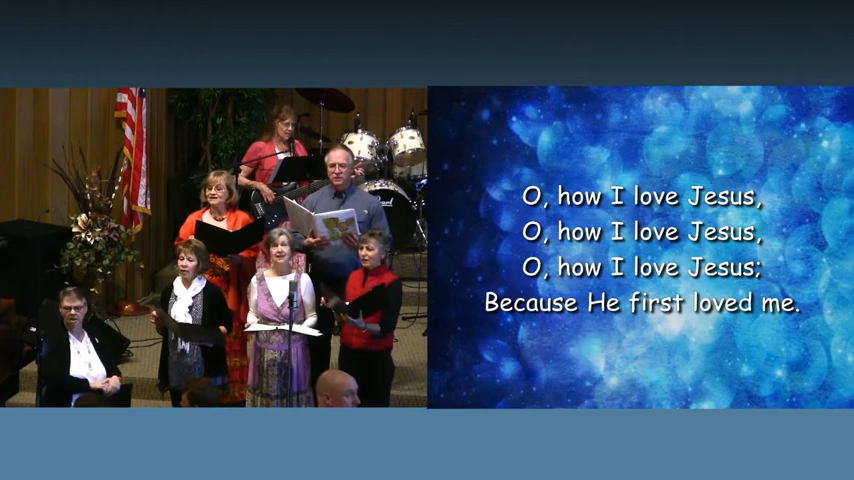 O, how I love Jesus,
O, how I love Jesus,
O, how I love Jesus;
Because He first loved me.